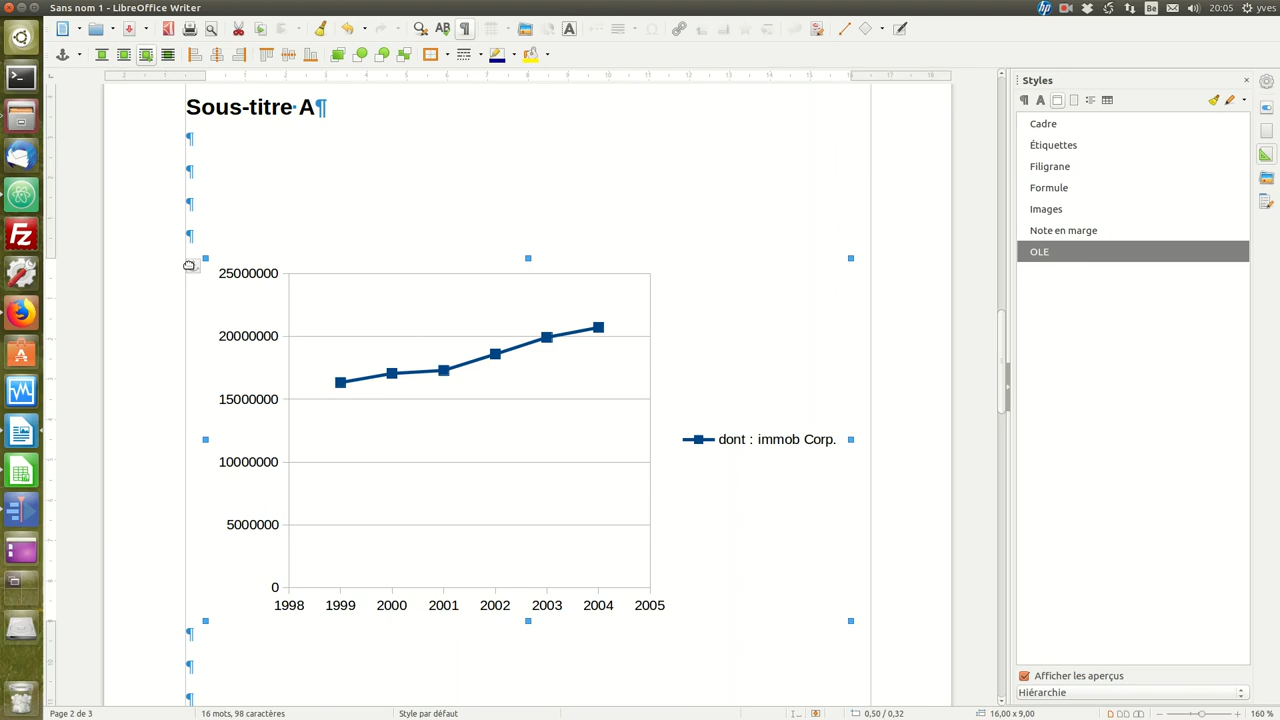 Sans nom 1 - LibreOffice Writer
Be
20:05
yves
Styles
Sous-titre·A¶
¶
¶
¶
¶
Cadre
Étiquettes
Filigrane
Formule
Images
Note en marge
OLE
25000000
20000000
15000000
10000000
5000000
0
1998 1999 2000 2001 2002 2003 2004 2005
dont : immob Corp.
¶
¶
¶
Afficher les aperçus
Hiérarchie
Page 2 de 3
16 mots, 98 caractères
Style par défaut
0,50 / 0,32
16,00 x 9,00
160 %